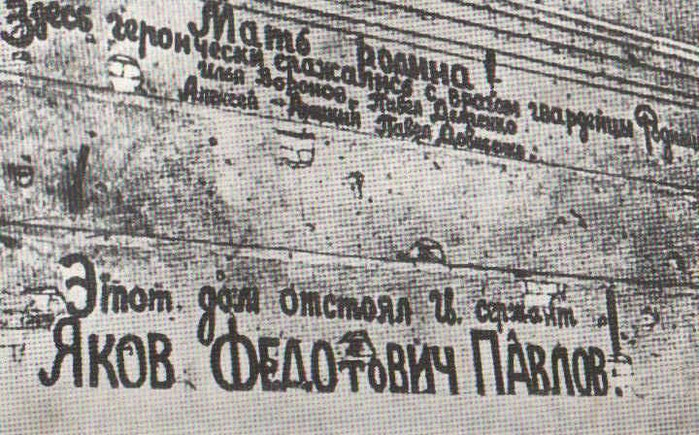 Мать Родина!
Здесь героически сражались с врагом гвардейцы Родим
Илья Воронов, Павел Демченко
Алексей Аникин Павел Довженко
Этот дом отстоял гв. сержант
Яков Федотович Павлов!